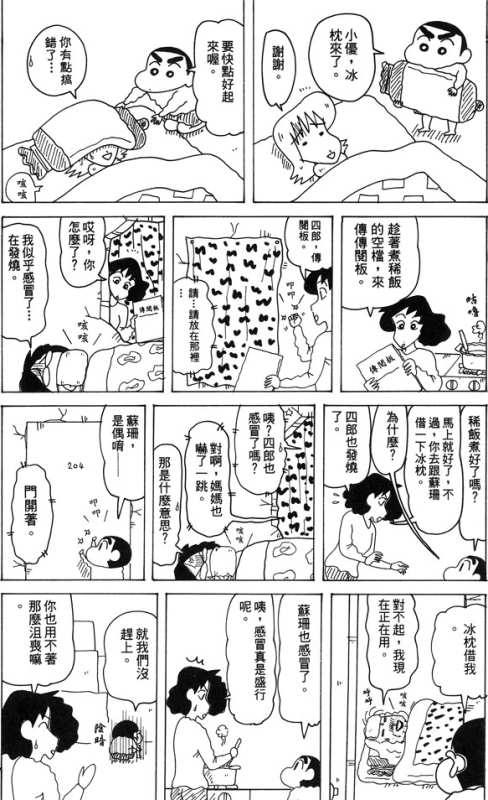 小優，冰
枕來了。
謝謝。
要快點好起
來喔。
你有點搞
錯了…
咳咳
趁著煮稀飯
的空檔，來
傳傳閱板。
咕嚕
傳閱板
四郎，傳
閱板。
叩叩
…請…請放在那裡…
哎呀，你
怎麼了？
傳閱板
咳咳
我似乎感冒了…
在發燒。
稀飯煮好了嗎？
馬上就好了，不
過，你去跟蘇珊
借一下冰枕。
為什麼？
四郎也發燒
了。
咦？四郎也
感冒了嗎？
對啊，媽媽也
嚇了一跳。
咳咳
那是什麼意思？
蘇珊，
是偶唷
204
叩叩
門開著。
冰枕借我
。
對不起，我現
在正在用。
咳咳
呼呼
蘇珊也感冒了。
咦，感冒真是盛行
呢。
就我們沒
趕上。
陰暗
你也用不著
那麼沮喪嘛
。